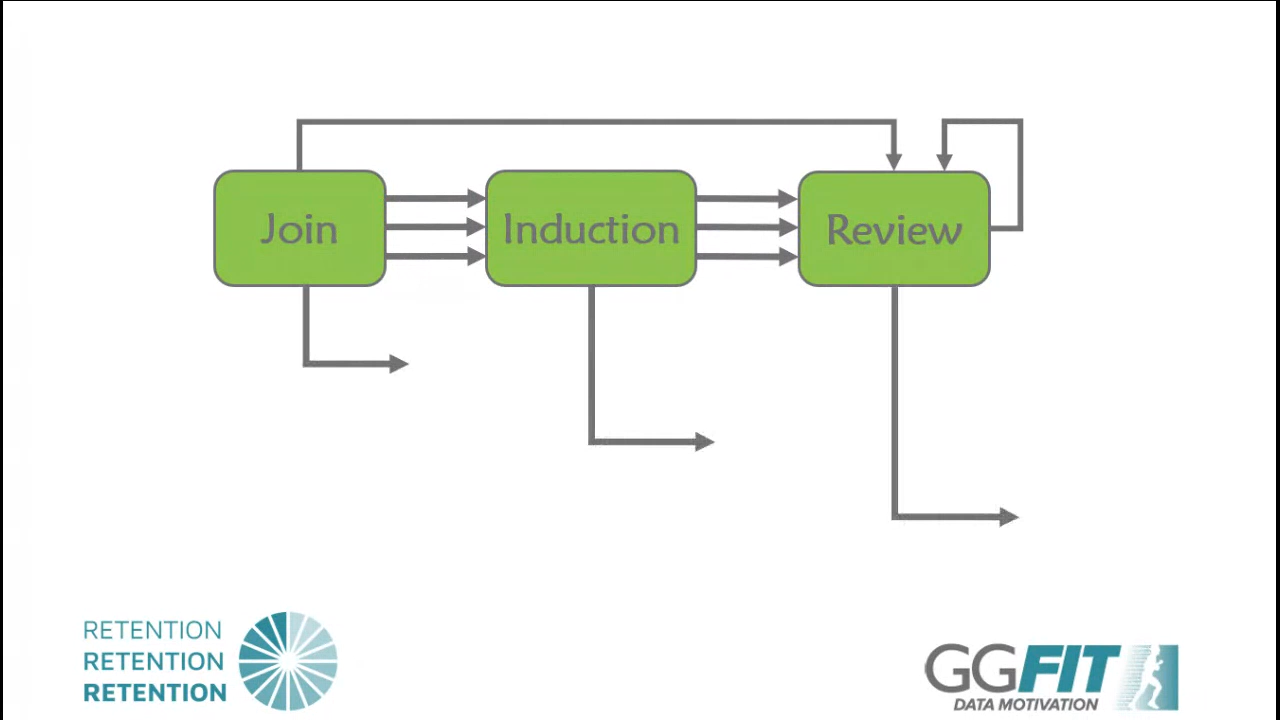 Join
Induction
Review
RETENTION
RETENTION
RETENTION
GGFIT
DATA MOTIVATION